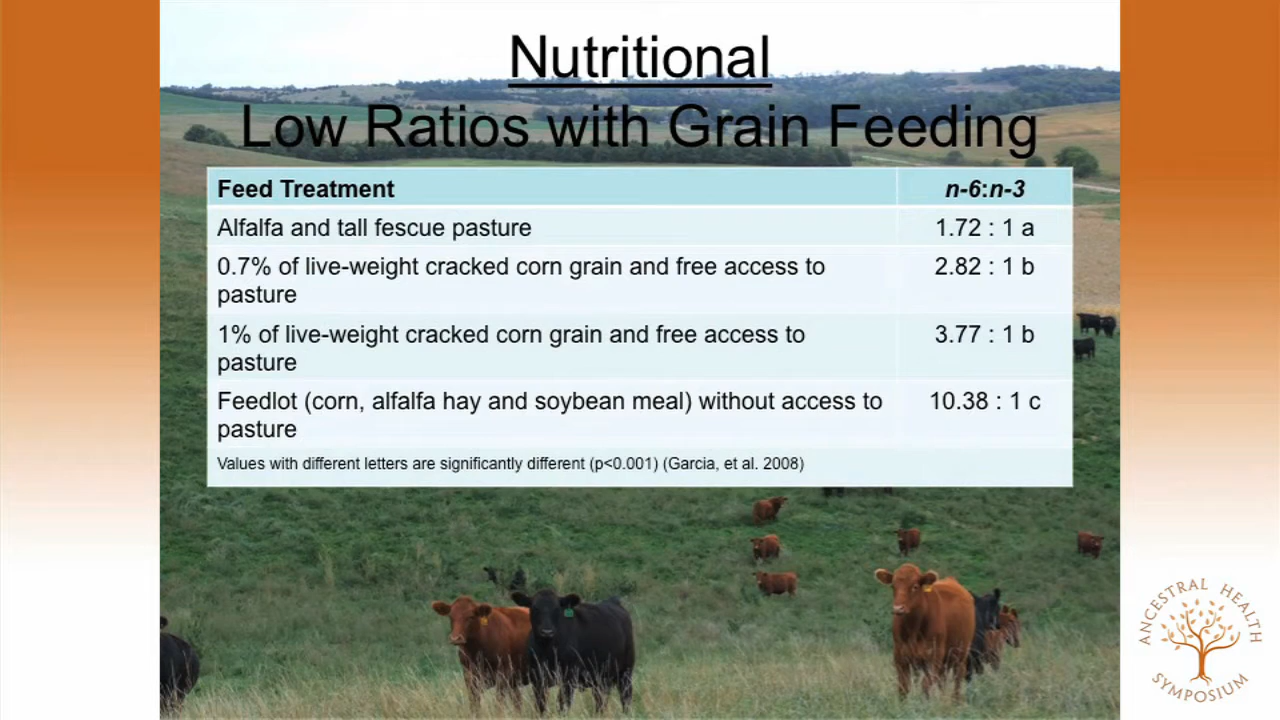 Nutritional
Low Ratios with Grain Feeding
Feed Treatment n-6:n-3
Alfalfa and tall fescue pasture 1.72 : 1 a
0.7% of live-weight cracked corn grain and free access to 2.82 : 1 b
pasture
1% of live-weight cracked corn grain and free access to 3.77 : 1 b
pasture
Feedlot (corn, alfalfa hay and soybean meal) without access to 10.38 : 1 c
pasture
Values with different letters are significantly different (p<0.001) (Garcia, et al. 2008)
ANCESTRAL HEALTH
SYMPOSIUM